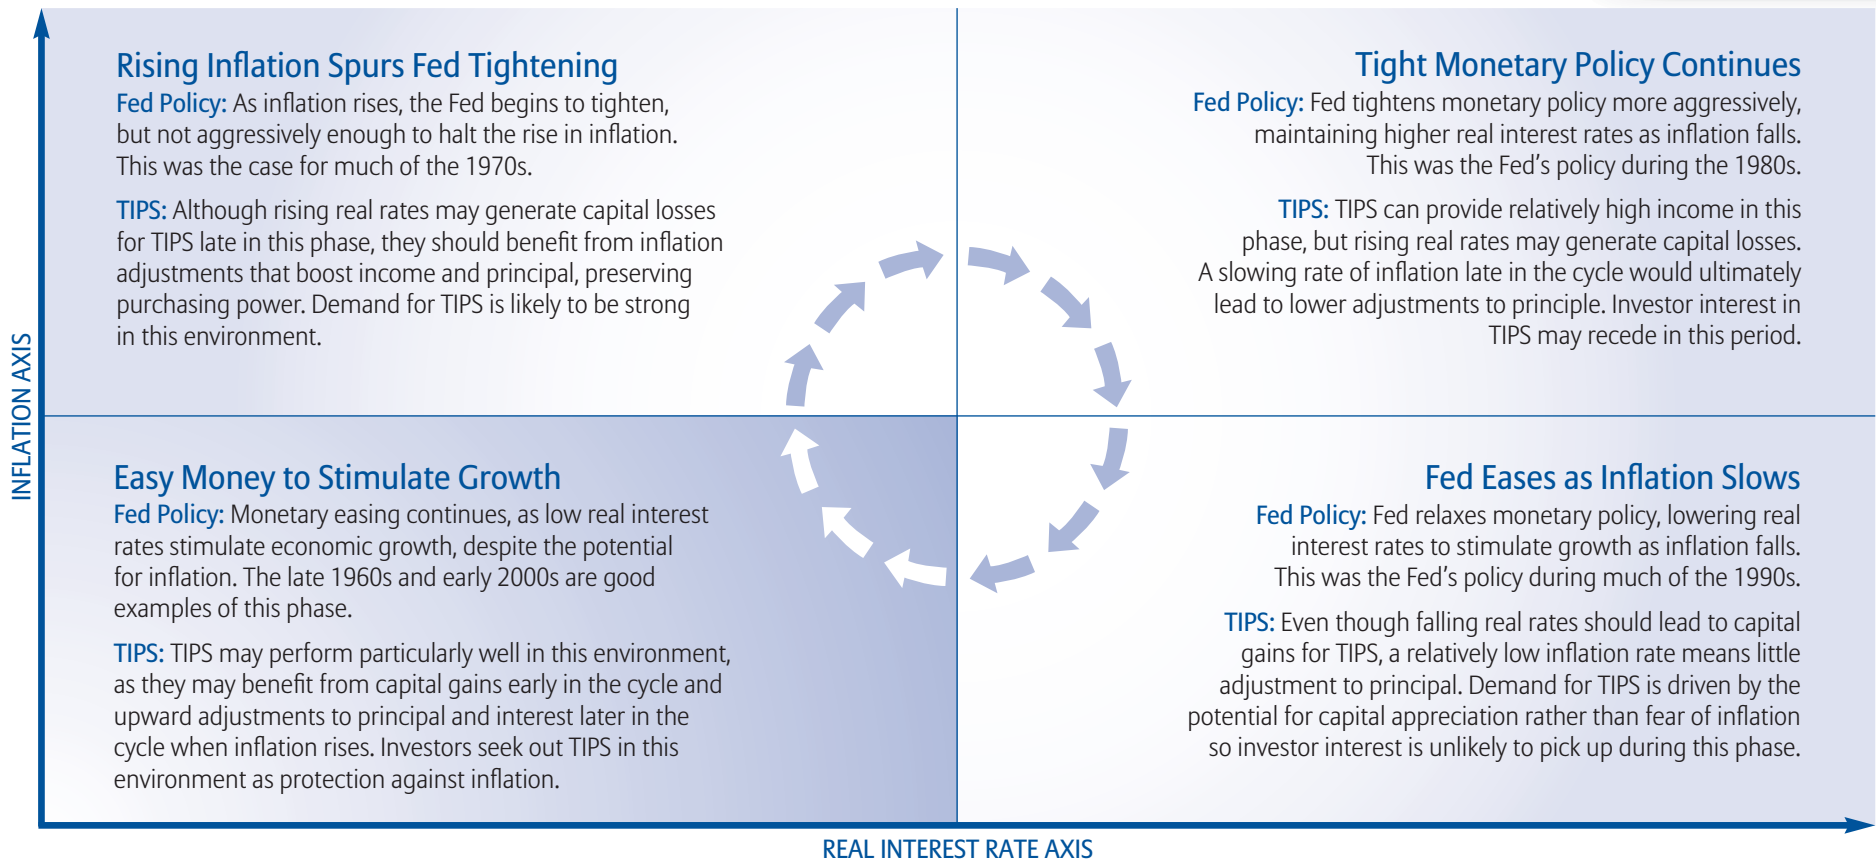 Rising Inflation Spurs Fed Tightening
Fed Policy: As inflation rises, the Fed begins to tighten,
but not aggressively enough to halt the rise in inflation.
This was the case for much of the 1970s.
TIPS: Although rising real rates may generate capital losses
for TIPS late in this phase, they should benefit from inflation
adjustments that boost income and principal, preserving
purchasing power. Demand for TIPS is likely to be strong
in this environment.
Tight Monetary Policy Continues
Fed Policy: Fed tightens monetary policy more aggressively,
maintaining higher real interest rates as inflation falls.
This was the Fed’s policy during the 1980s.
TIPS: TIPS can provide relatively high income in this
phase, but rising real rates may generate capital losses.
A slowing rate of inflation late in the cycle would ultimately
lead to lower adjustments to principle. Investor interest in
TIPS may recede in this period.
INFLATION AXIS
Easy Money to Stimulate Growth
Fed Policy: Monetary easing continues, as low real interest
rates stimulate economic growth, despite the potential
for inflation. The late 1960s and early 2000s are good
examples of this phase.
TIPS: TIPS may perform particularly well in this environment,
as they may benefit from capital gains early in the cycle and
upward adjustments to principal and interest later in the
cycle when inflation rises. Investors seek out TIPS in this
environment as protection against inflation.
Fed Eases as Inflation Slows
Fed Policy: Fed relaxes monetary policy, lowering real
interest rates to stimulate growth as inflation falls.
This was the Fed’s policy during much of the 1990s.
TIPS: Even though falling real rates should lead to capital
gains for TIPS, a relatively low inflation rate means little
adjustment to principal. Demand for TIPS is driven by the
potential for capital appreciation rather than fear of inflation
so investor interest is unlikely to pick up during this phase.
REAL INTEREST RATE AXIS